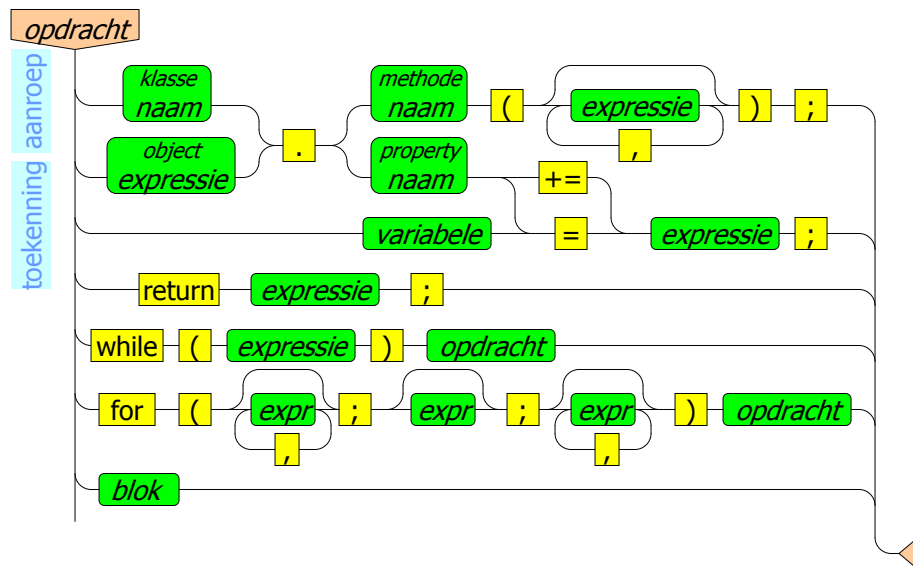 opdracht
aanroep
klasse naam
methode naam
( expressie ) ;
,
.
object expressie
property naam
+=
toekenning
variabele = expressie ;
return expressie ;
while ( expressie ) opdracht
for ( expr ; expr ; expr ) opdracht
, ,
blok